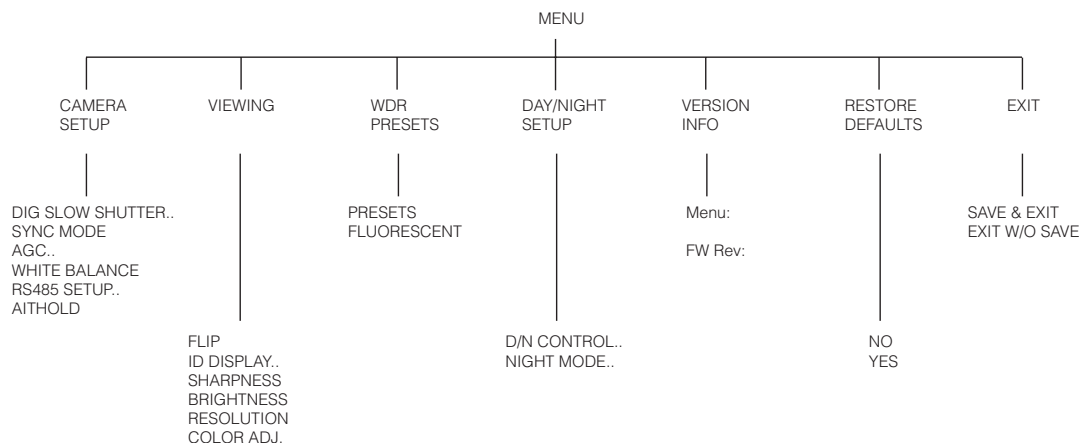 MENU
CAMERA
SETUP
VIEWING
WDR
PRESETS
DAY/NIGHT
SETUP
VERSION
INFO
RESTORE
DEFAULTS
EXIT
DIG SLOW SHUTTER..
SYNC MODE
AGC..
WHITE BALANCE
RS485 SETUP..
AITHOLD
PRESETS
FLUORESCENT
Menu:
FW Rev:
SAVE & EXIT
EXIT W/O SAVE
FLIP
ID DISPLAY..
SHARPNESS
BRIGHTNESS
RESOLUTION
COLOR ADJ.
D/N CONTROL..
NIGHT MODE..
NO
YES